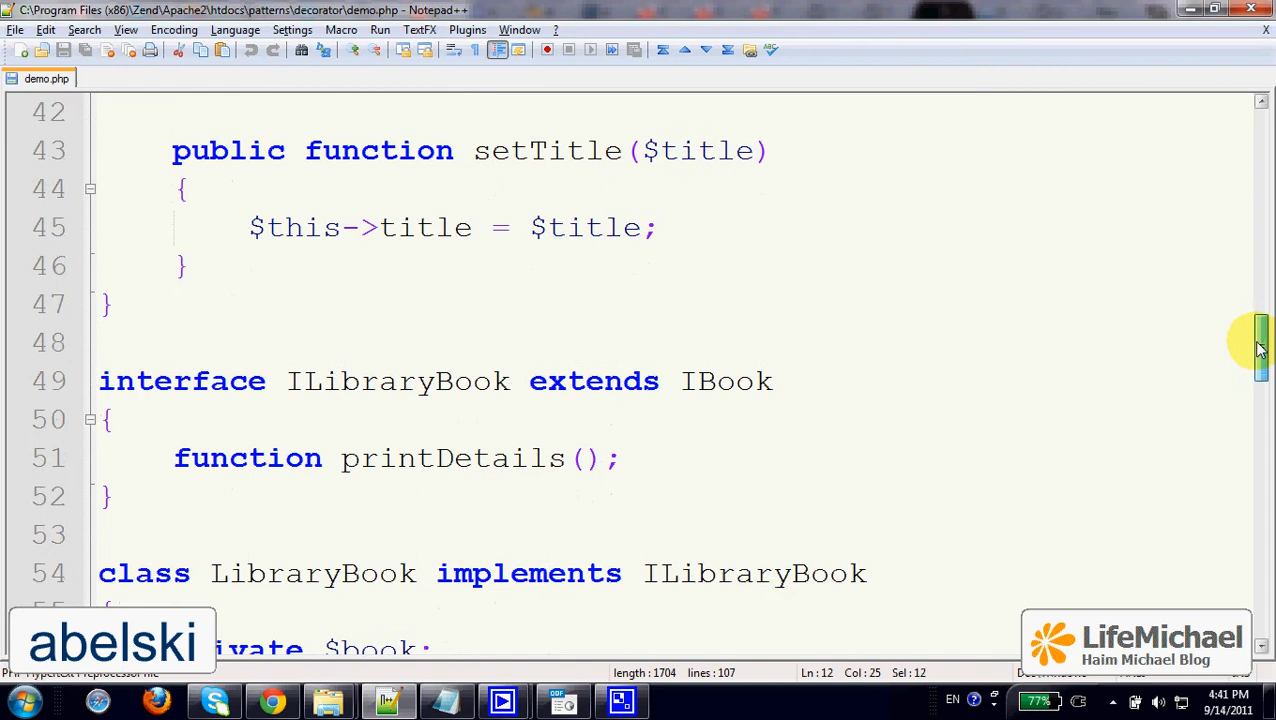 C:\Program Files (x86)\Zend\Apache2\htdocs\patterns\decorator\demo.php - Notepad++
File Edit Search View Encoding Language Settings Macro Run TextFX Plugins Window ?
X
demo.php
42
43 public function setTitle($title)
44 {
45 $this->title = $title;
46 }
47 }
48
49 interface ILibraryBook extends IBook
50 {
51 function printDetails();
52 }
53
54 class LibraryBook implements ILibraryBook
$book;
abelski
LifeMichael
Haim Michael Blog
length : 1704 lines : 107 Ln : 12 Col : 25 Sel : 12
EN 77% 4:41 PM
9/14/2011